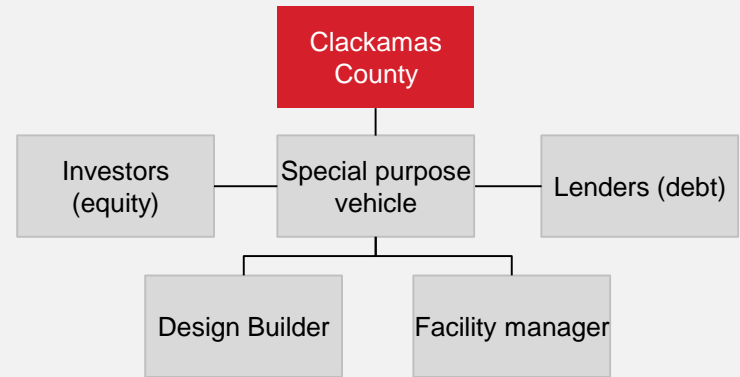 Clackamas
County
Investors
(equity)
Special purpose
vehicle
Lenders (debt)
Design Builder
Facility manager